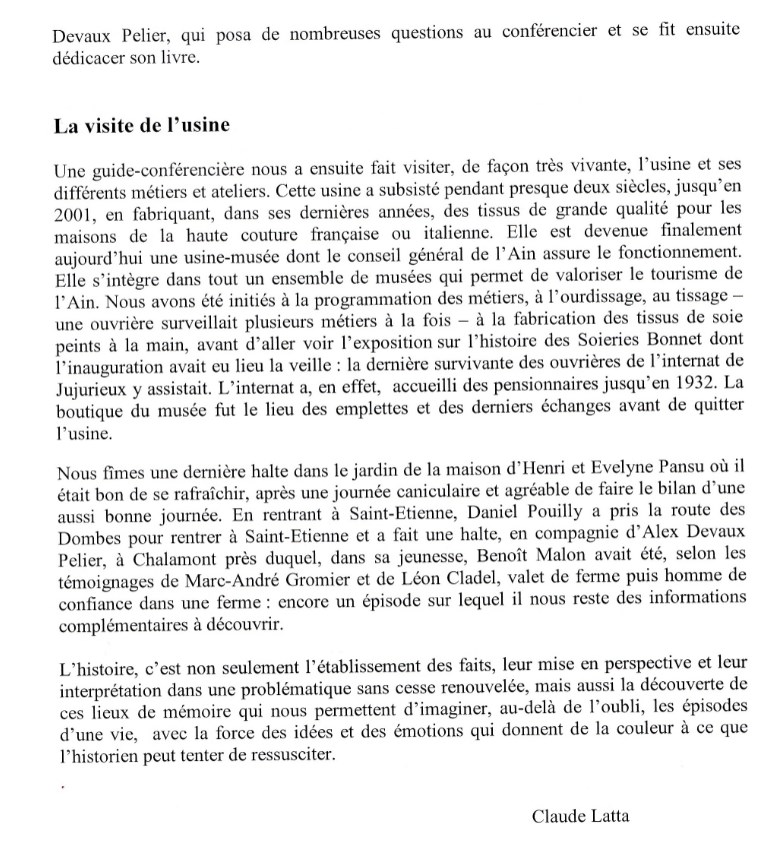 Devaux Pelier, qui posa de nombreuses questions au conférencier et se fit ensuite
dédicacer son livre.
La visite de l'usine
Une guide-conférencière nous a ensuite fait visiter, de façon très vivante, l'usine et ses
différents métiers et ateliers. Cette usine a subsisté pendant presque deux siècles, jusqu'en
2001, en fabriquant, dans ses dernières années, des tissus de grande qualité pour les
maisons de la haute couture française ou italienne. Elle est devenue finalement
aujourd'hui une usine-musée dont le conseil général de l'Ain assure le fonctionnement.
Elle s'intègre dans tout un ensemble de musées qui permet de valoriser le tourisme de
l'Ain. Nous avons été initiés à la programmation des métiers, à l'ourdissage, au tissage –
une ouvrière surveillait plusieurs métiers à la fois – à la fabrication des tissus de soie
peints à la main, avant d'aller voir l'exposition sur l'histoire des Soieries Bonnet dont
l'inauguration avait eu lieu la veille : la dernière survivante des ouvrières de l'internat de
Jujurieux y assistait. L'internat a, en effet, accueilli des pensionnaires jusqu'en 1932. La
boutique du musée fut le lieu des emplettes et des derniers échanges avant de quitter
l'usine.
Nous fîmes une dernière halte dans le jardin de la maison d'Henri et Evelyne Pansu où il
était bon de se rafraîchir, après une journée caniculaire et agréable de faire le bilan d'une
aussi bonne journée. En rentrant à Saint-Etienne, Daniel Pouilly a pris la route des
Dombes pour rentrer à Saint-Etienne et a fait une halte, en compagnie d'Alex Devaux
Pelier, à Chalamont près duquel, dans sa jeunesse, Benoît Malon avait été, selon les
témoignages de Marc-André Gromier et de Léon Cladel, valet de ferme puis homme de
confiance dans une ferme : encore un épisode sur lequel il nous reste des informations
complémentaires à découvrir.
L'histoire, c'est non seulement l'établissement des faits, leur mise en perspective et leur
interprétation dans une problématique sans cesse renouvelée, mais aussi la découverte de
ces lieux de mémoire qui nous permettent d'imaginer, au-delà de l'oubli, les épisodes
d'une vie, avec la force des idées et des émotions qui donnent de la couleur à ce que
l'historien peut tenter de ressusciter.
.
Claude Latta